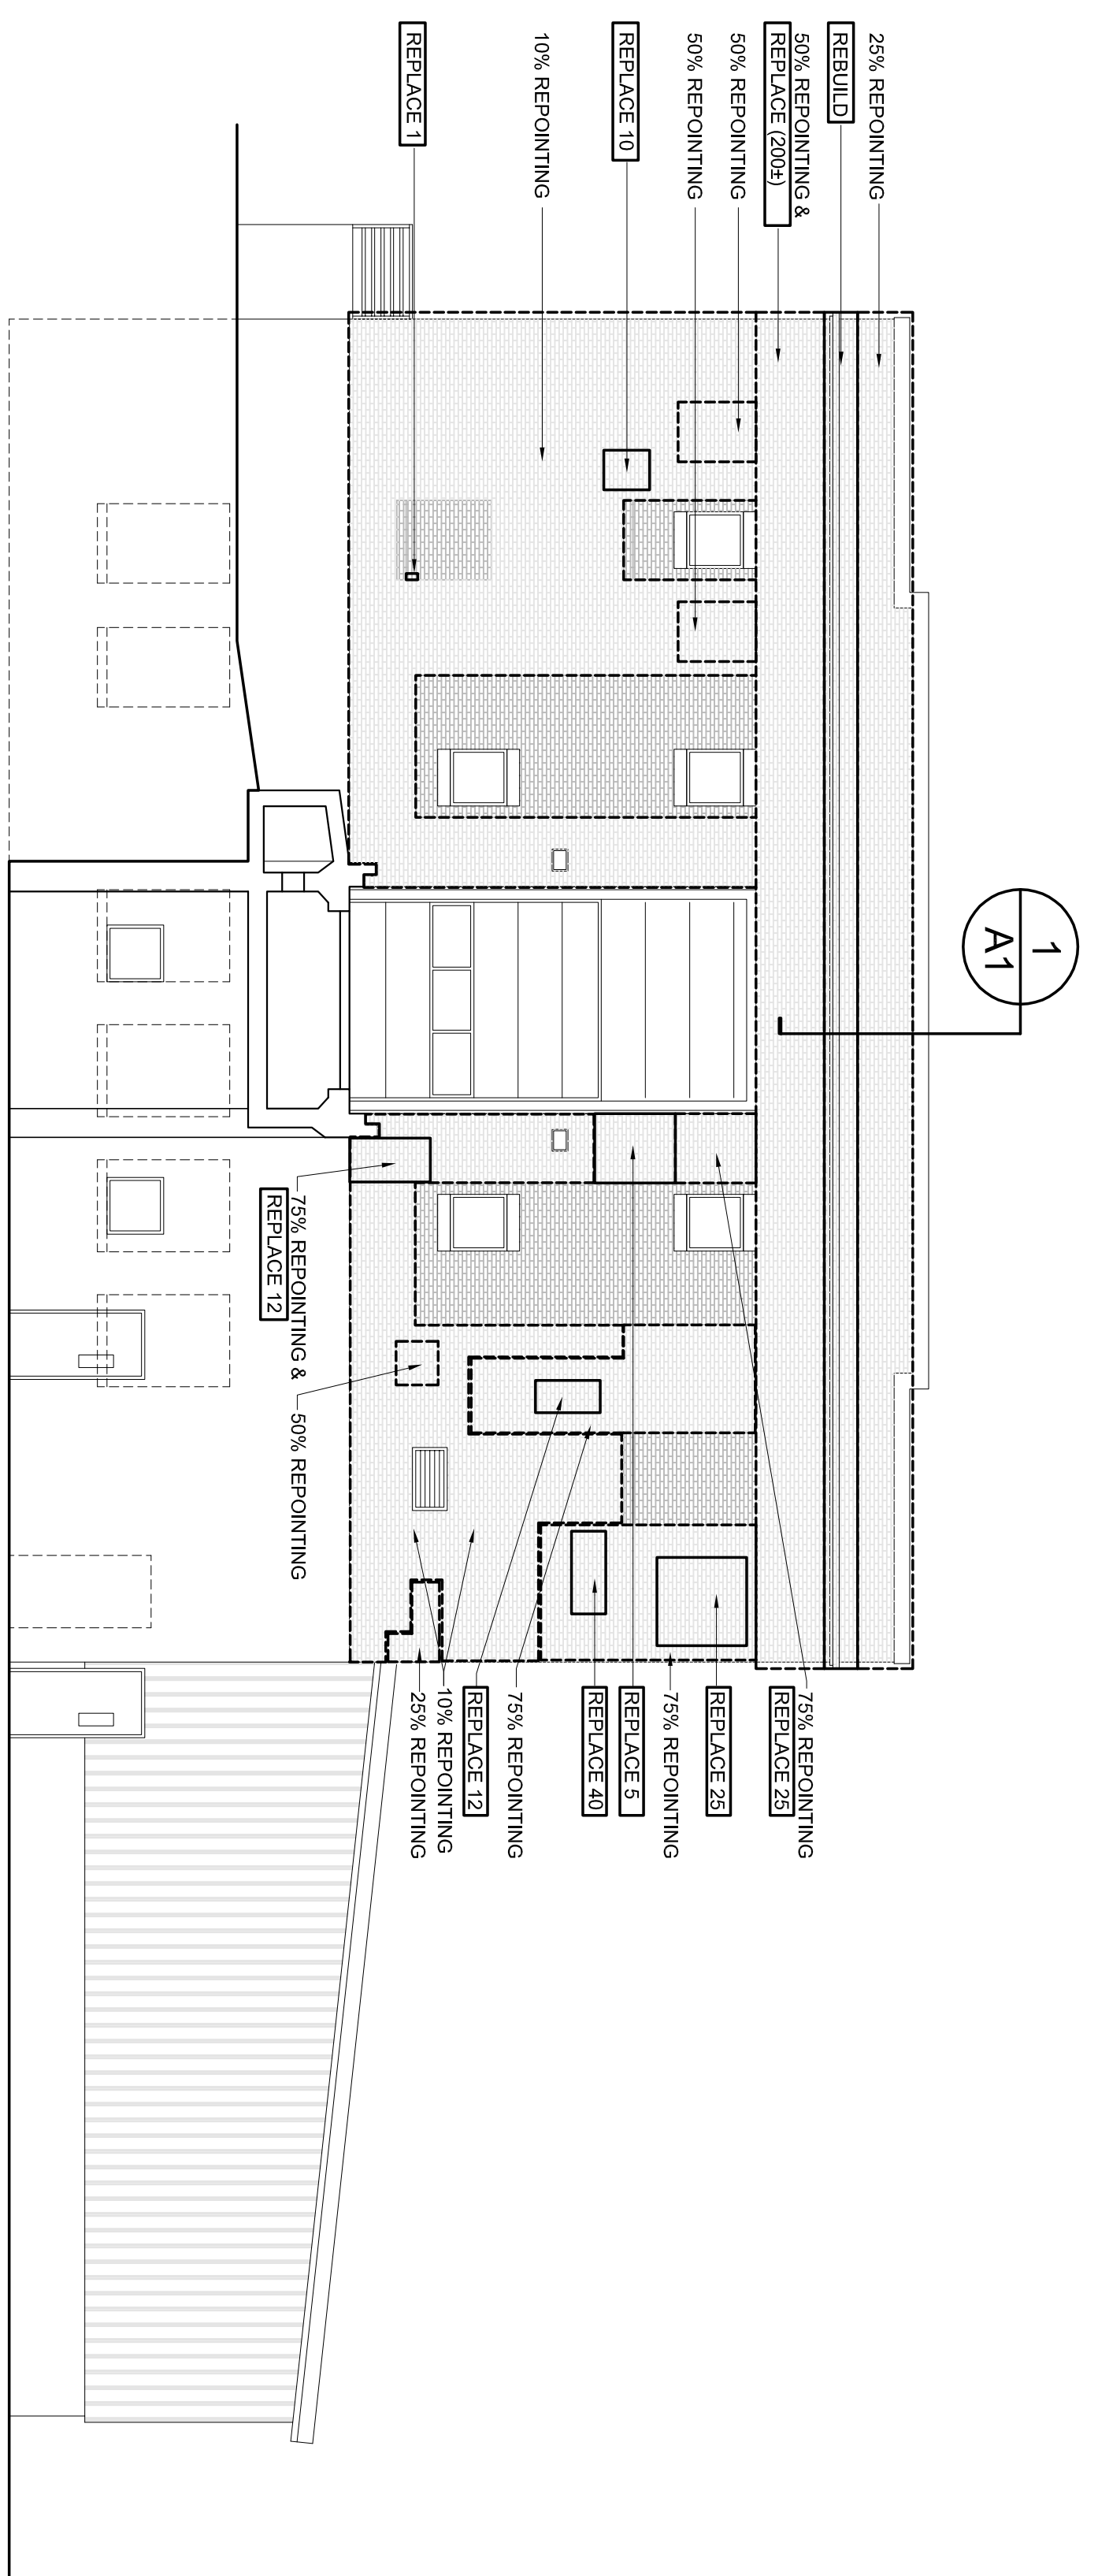 1
A1
25% REPOINTING
REBUILD
50% REPOINTING &
REPLACE (200±)
50% REPOINTING
50% REPOINTING
REPLACE 10
10% REPOINTING
REPLACE 1
75% REPOINTING
REPLACE 25
REPLACE 25
75% REPOINTING
REPLACE 5
REPLACE 40
75% REPOINTING
REPLACE 12
10% REPOINTING
25% REPOINTING
75% REPOINTING &
REPLACE 12
50% REPOINTING